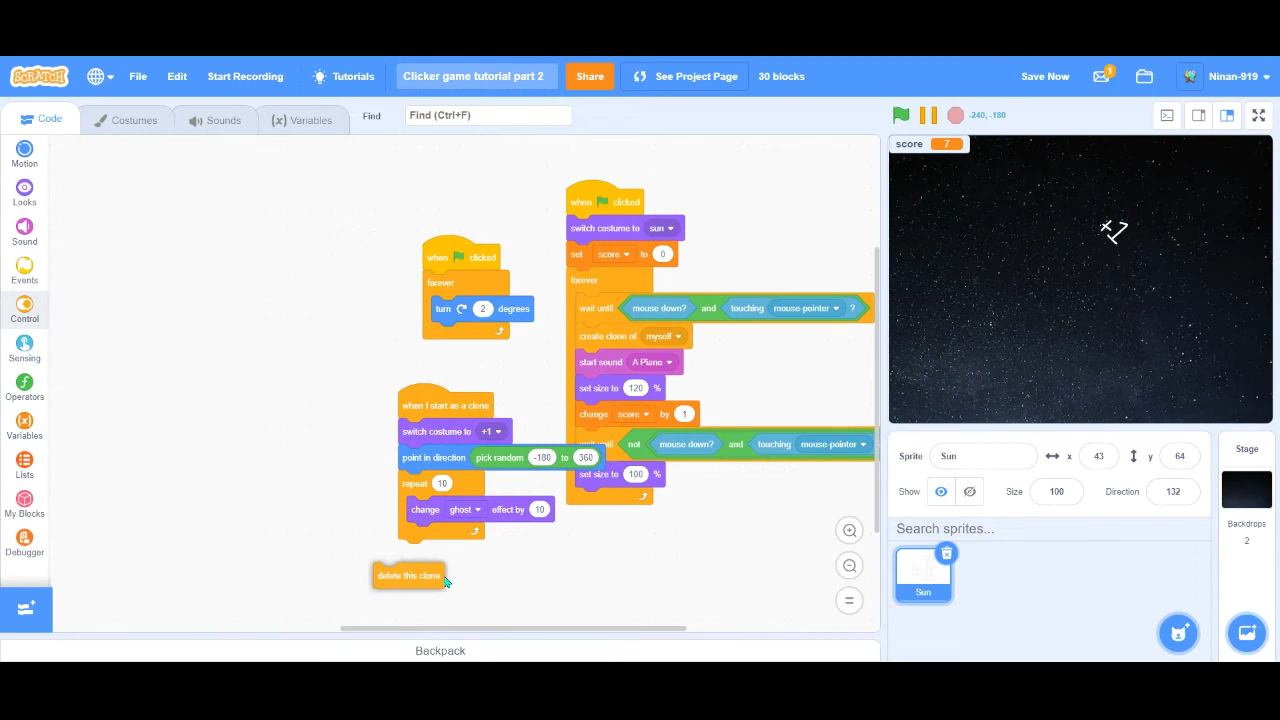 SCRATCH File Edit Start Recording Tutorials Clicker game tutorial part 2 Share See Project Page 30 blocks Save Now 1 Ninan-919
Code Costumes Sounds (x) Variables Find Find (Ctrl+F) -240, -180
Motion
Looks
Sound
Events
Control
Sensing
Operators
Variables
Lists
My Blocks
Debugger
when clicked
forever
turn 2 degrees
when I start as a clone
switch costume to +1
point in direction pick random -180 to 360
repeat 10
change ghost effect by 10
delete this clone
when clicked
switch costume to sun
set score to 0
forever
wait until mouse down? and touching mouse-pointer ?
create clone of myself
start sound A Piano
set size to 120 %
change score by 1
not mouse down? and touching mouse-pointer
set size to 100 %
score 7
+1
Sprite Sun x 43 y 64
Show Size 100 Direction 132
Search sprites...
Sun
Stage
Backdrops
2
Backpack